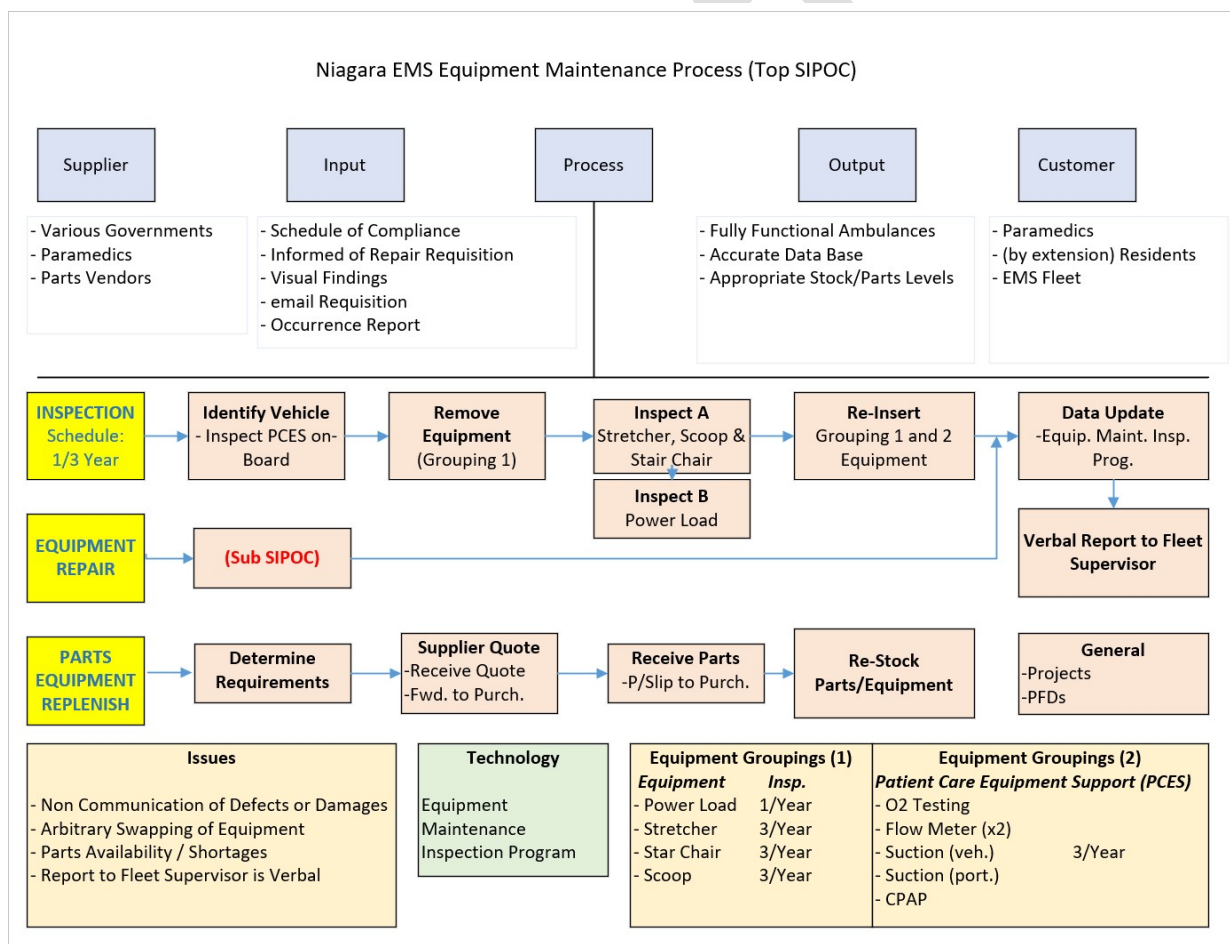 Niagara EMS Equipment Maintenance Process (Top SIPOC)
Supplier
Input
Process
Output
Customer
- Various Governments
- Paramedics
- Parts Vendors
- Schedule of Compliance
- Informed of Repair Requisition
- Visual Findings
- email Requisition
- Occurrence Report
- Fully Functional Ambulances
- Accurate Data Base
- Appropriate Stock/Parts Levels
- Paramedics
- (by extension) Residents
- EMS Fleet
INSPECTION
Schedule:
1/3 Year
Identify Vehicle
- Inspect PCES on-
Board
Remove
Equipment
(Grouping 1)
Inspect A
Stretcher, Scoop &
Stair Chair
Inspect B
Power Load
Re-Insert
Grouping 1 and 2
Equipment
Data Update
-Equip. Maint. Insp.
Prog.
EQUIPMENT
REPAIR
(Sub SIPOC)
Verbal Report to Fleet
Supervisor
PARTS
EQUIPMENT
REPLENISH
Determine
Requirements
Supplier Quote
-Receive Quote
-Fwd. to Purch.
Receive Parts
-P/Slip to Purch.
Re-Stock
Parts/Equipment
General
-Projects
-PFDs
Issues
- Non Communication of Defects or Damages
- Arbitrary Swapping of Equipment
- Parts Availability / Shortages
- Report to Fleet Supervisor is Verbal
Technology
Equipment
Maintenance
Inspection Program
Equipment Groupings (1)
Equipment Insp.
- Power Load 1/Year
- Stretcher 3/Year
- Star Chair 3/Year
- Scoop 3/Year
Equipment Groupings (2)
Patient Care Equipment Support (PCES)
- O2 Testing
- Flow Meter (x2)
- Suction (veh.) 3/Year
- Suction (port.)
- CPAP